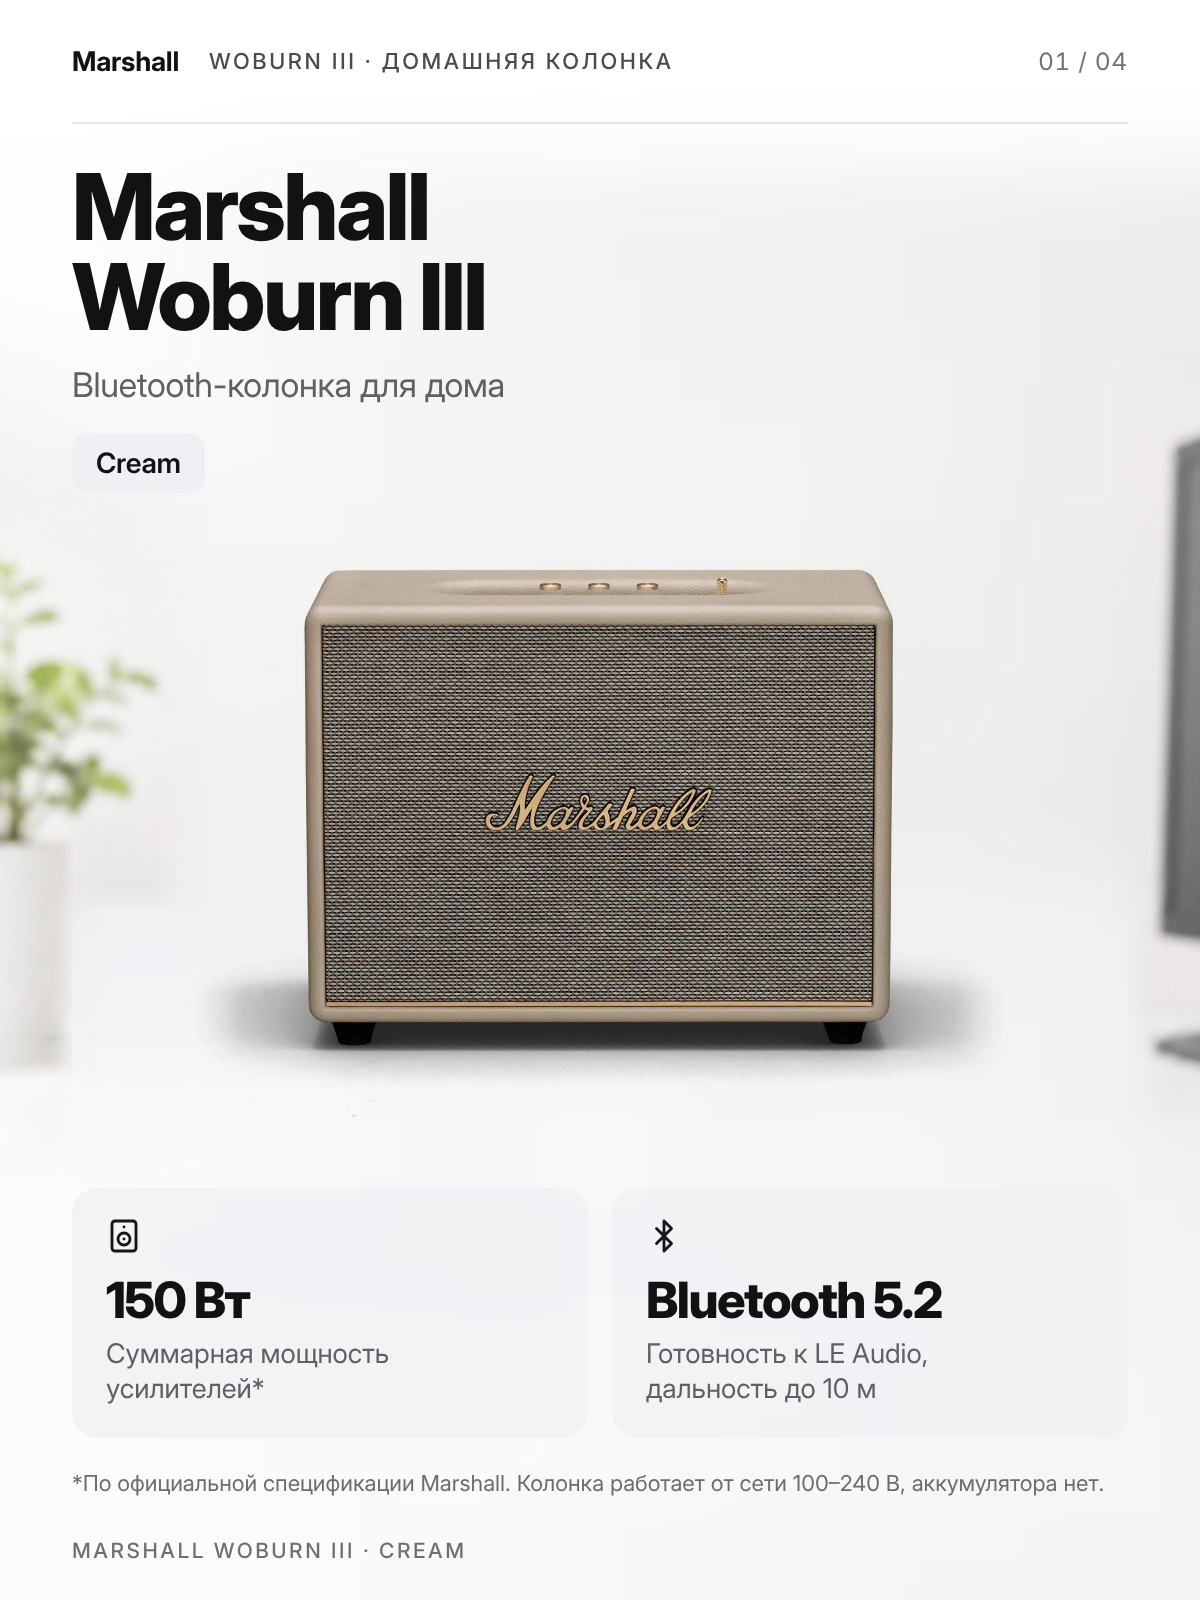 Marshall WOBURN III · ДОМАШНЯЯ КОЛОНКА 01 / 04
Marshall
Woburn III
Bluetooth-колонка для дома
Cream
Marshall
150 Вт
Суммарная мощность
усилителей*
Bluetooth 5.2
Готовность к LE Audio,
дальность до 10 м
*По официальной спецификации Marshall. Колонка работает от сети 100–240 В, аккумулятора нет.
MARSHALL WOBURN III · CREAM